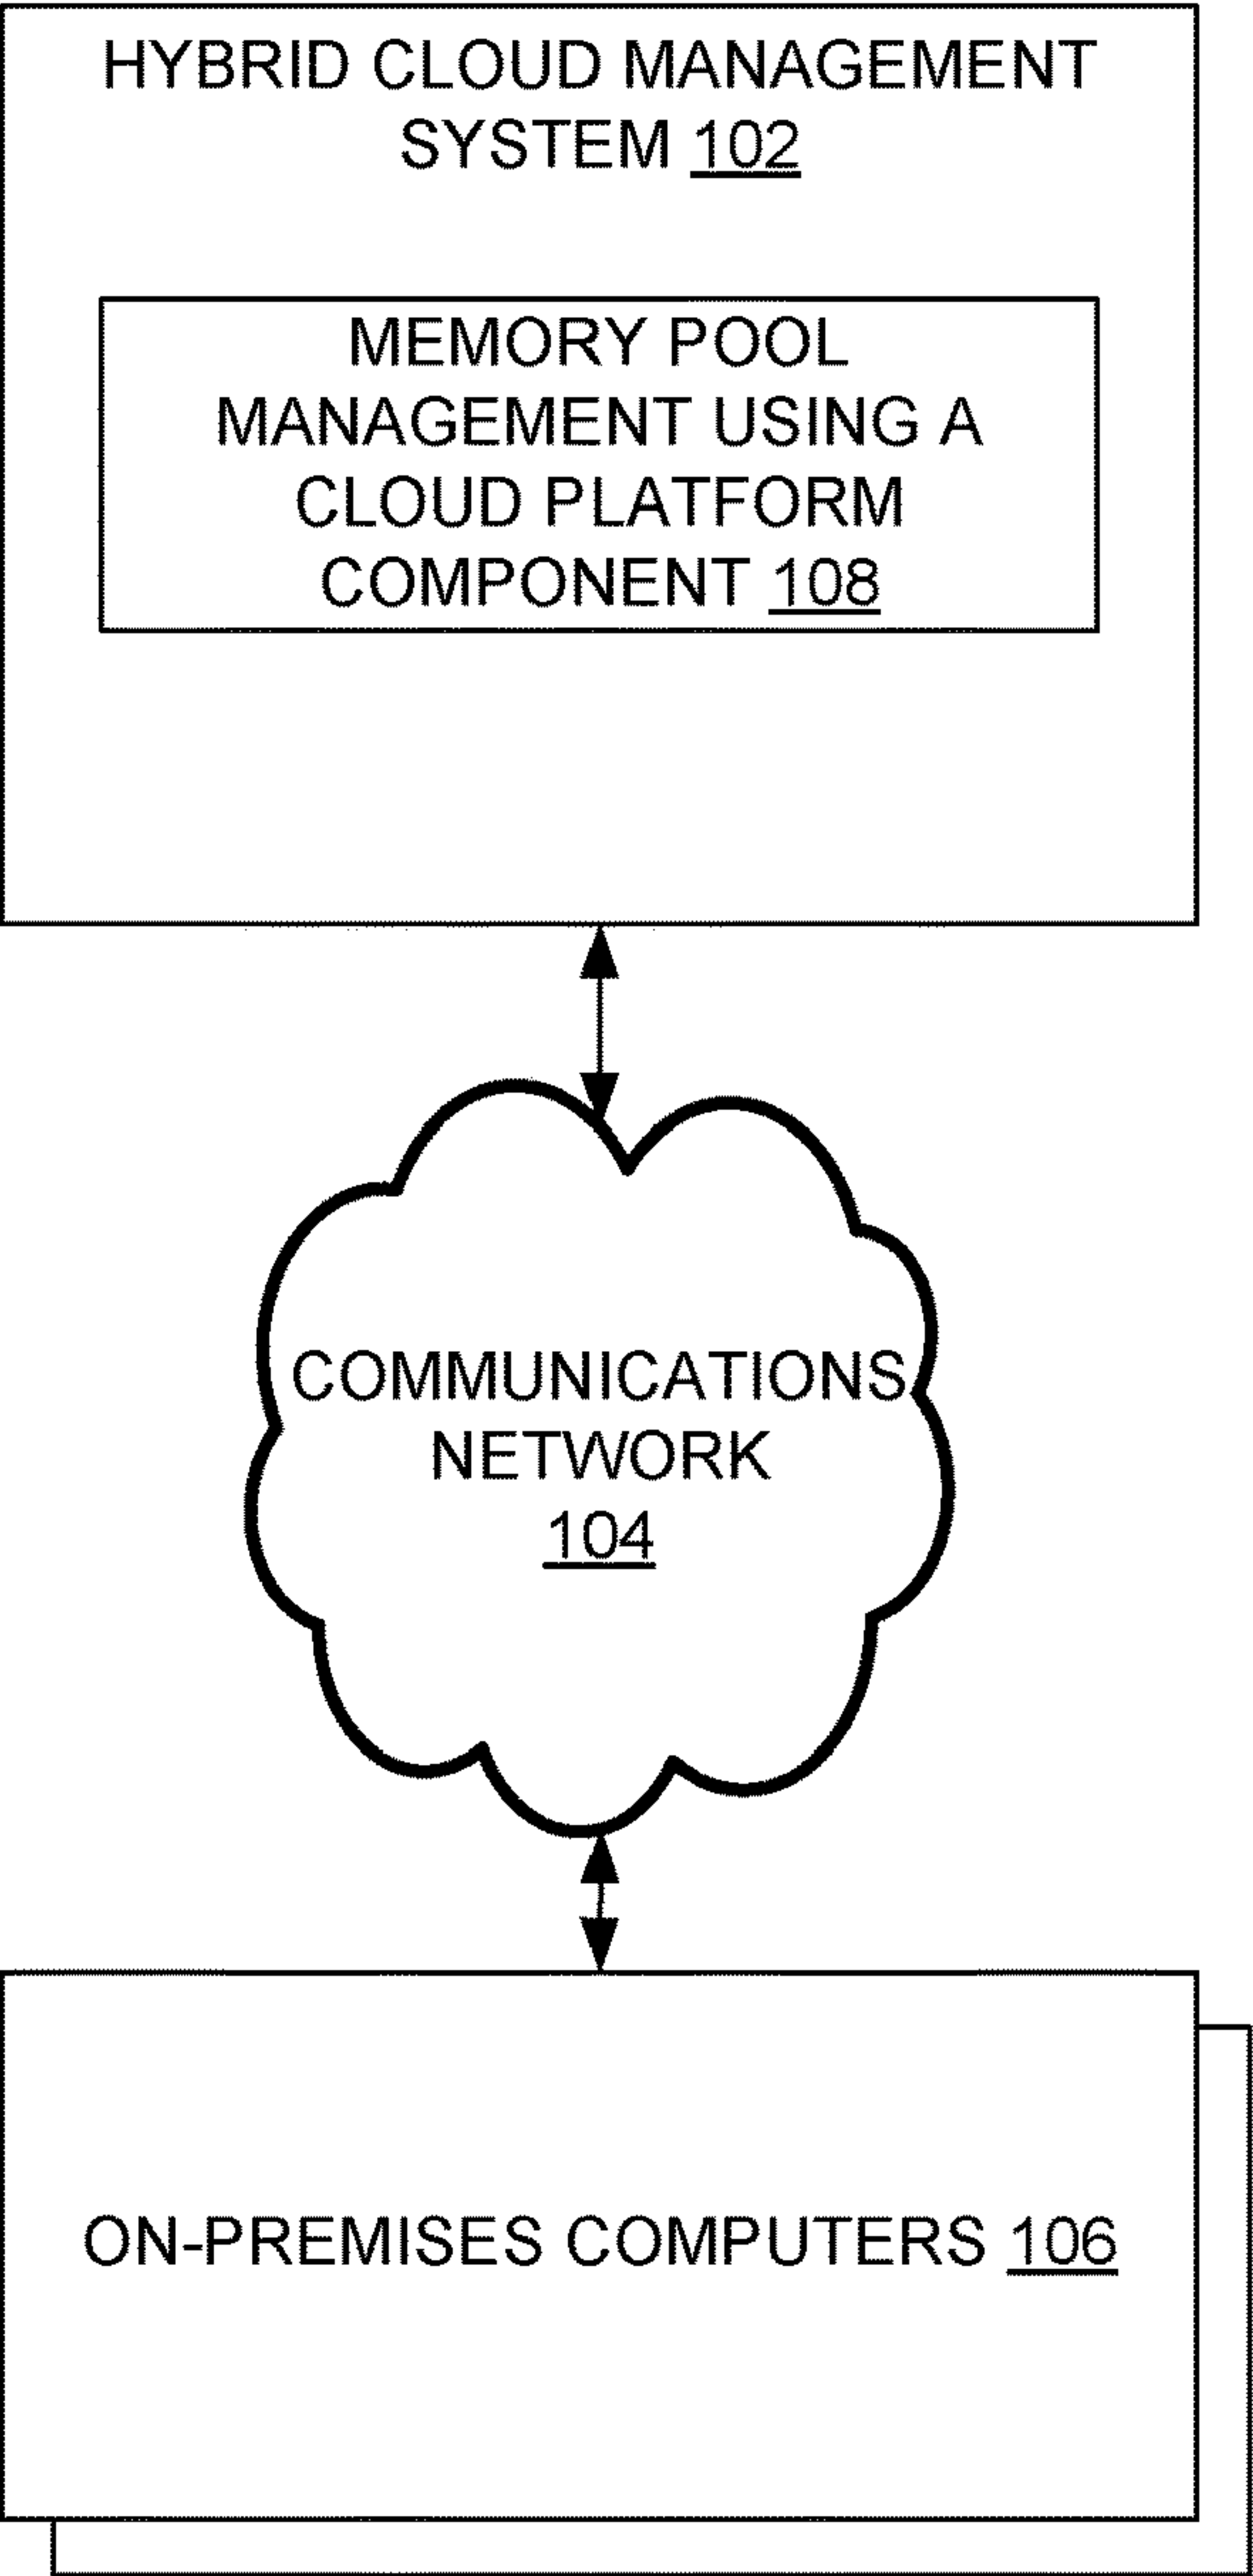 HYBRID CLOUD MANAGEMENT
SYSTEM 102
MEMORY POOL
MANAGEMENT USING A
CLOUD PLATFORM
COMPONENT 108
COMMUNICATIONS
NETWORK
104
ON-PREMISES COMPUTERS 106